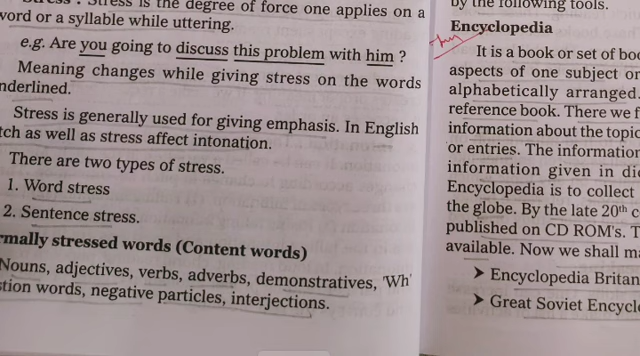 Stress is the degree of force one applies on a
word or a syllable while uttering.
e.g. Are you going to discuss this problem with him ?
Meaning changes while giving stress on the words
nderlined.
Stress is generally used for giving emphasis. In English
tch as well as stress affect intonation.
There are two types of stress.
1. Word stress
2. Sentence stress.
rmally stressed words (Content words)
Nouns, adjectives, verbs, adverbs, demonstratives, 'Wh'
tion words, negative particles, interjections.
by the following tools.
Encyclopedia
It is a book or set of boo
aspects of one subject or
alphabetically arranged.
reference book. There we f
information about the topic
or entries. The information
information given in dic
Encyclopedia is to collect
the globe. By the late 20th c
published on CD ROM's. T
available. Now we shall ma
➤ Encyclopedia Britan
➤ Great Soviet Encycl